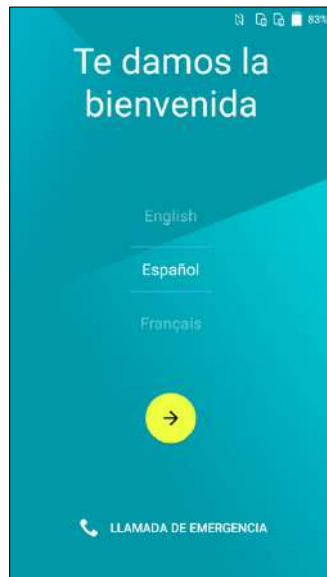 83%
Te damos la
bienvenida
English
Español
Français
LLAMADA DE EMERGENCIA